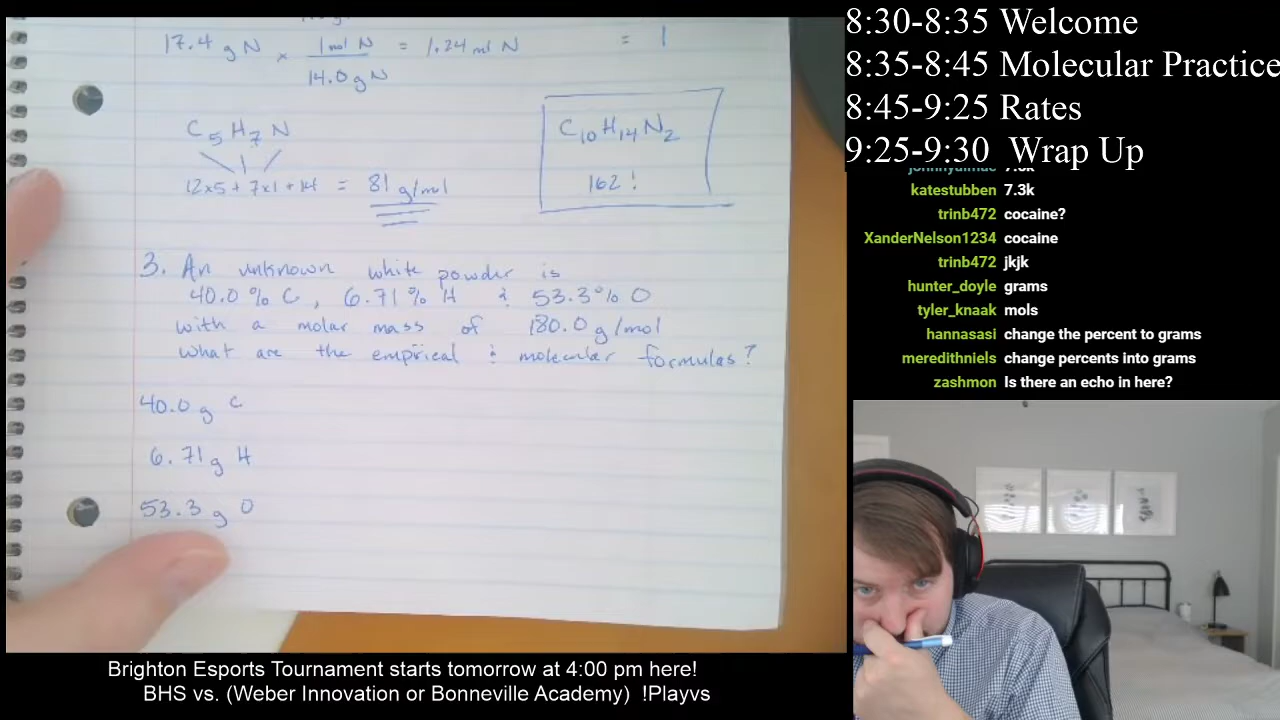 17.4 g N x 1 mol N = 1.24 mol N = 1
14.0 g N
C5H7N
12x5 + 7x1 + 14 = 81 g/mol
C10H14N2
162!
3. An unknown white powder is
40.0% C, 6.71% H & 53.3% O
with a molar mass of 180.0 g/mol
What are the empirical & molecular formulas?
40.0 g C
6.71 g H
53.3 g O
8:30-8:35 Welcome
8:35-8:45 Molecular Practice
8:45-9:25 Rates
9:25-9:30 Wrap Up
katestubben 7.3k
trinb472 cocaine?
XanderNelson1234 cocaine
trinb472 jkjk
hunter_doyle grams
tyler_knaak mols
hannasasi change the percent to grams
meredithniels change percents into grams
zashmon Is there an echo in here?
Brighton Esports Tournament starts tomorrow at 4:00 pm here!
BHS vs. (Weber Innovation or Bonneville Academy) !Playvs